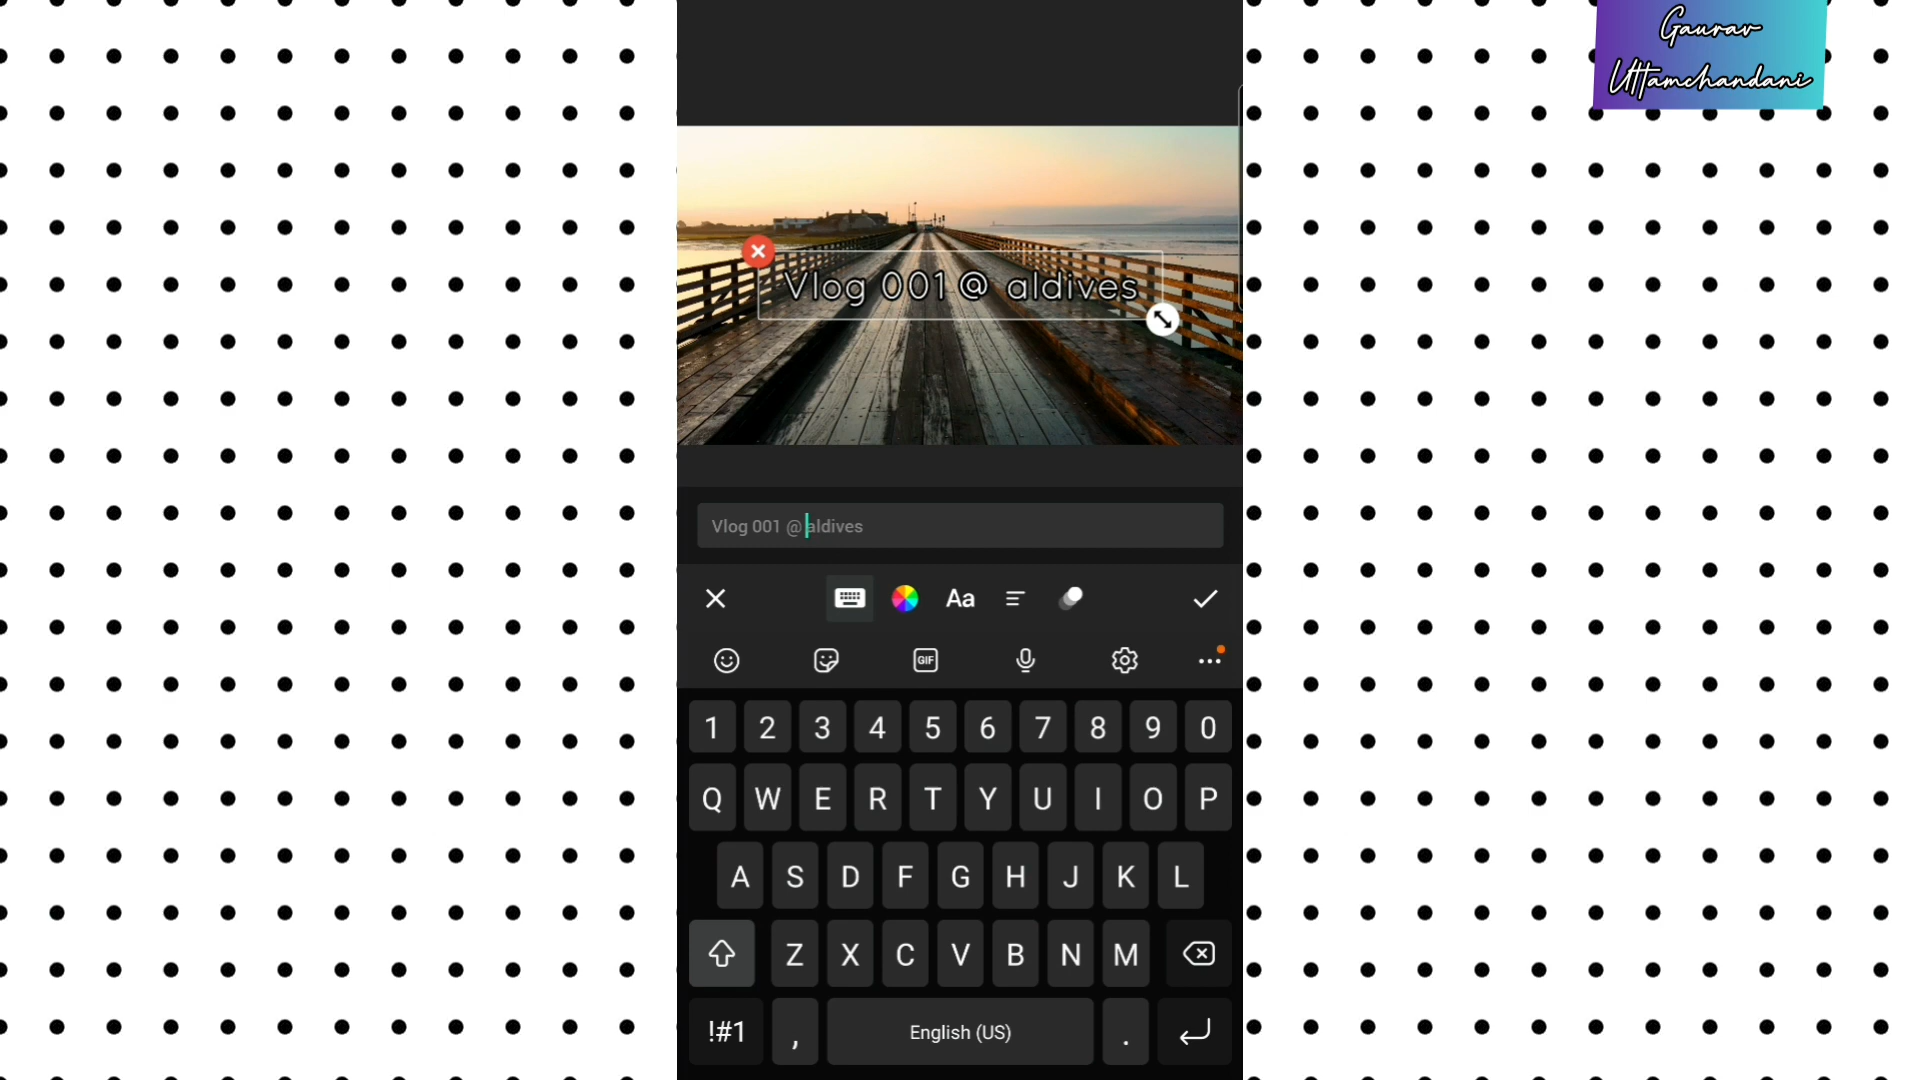 Gaurav
Uttamchandani
Vlog 001 @ aldives
Vlog 001 @ aldives
Aa
GIF
1 2 3 4 5 6 7 8 9 0
Q W E R T Y U I O P
A S D F G H J K L
Z X C V B N M
!#1 , English (US) .